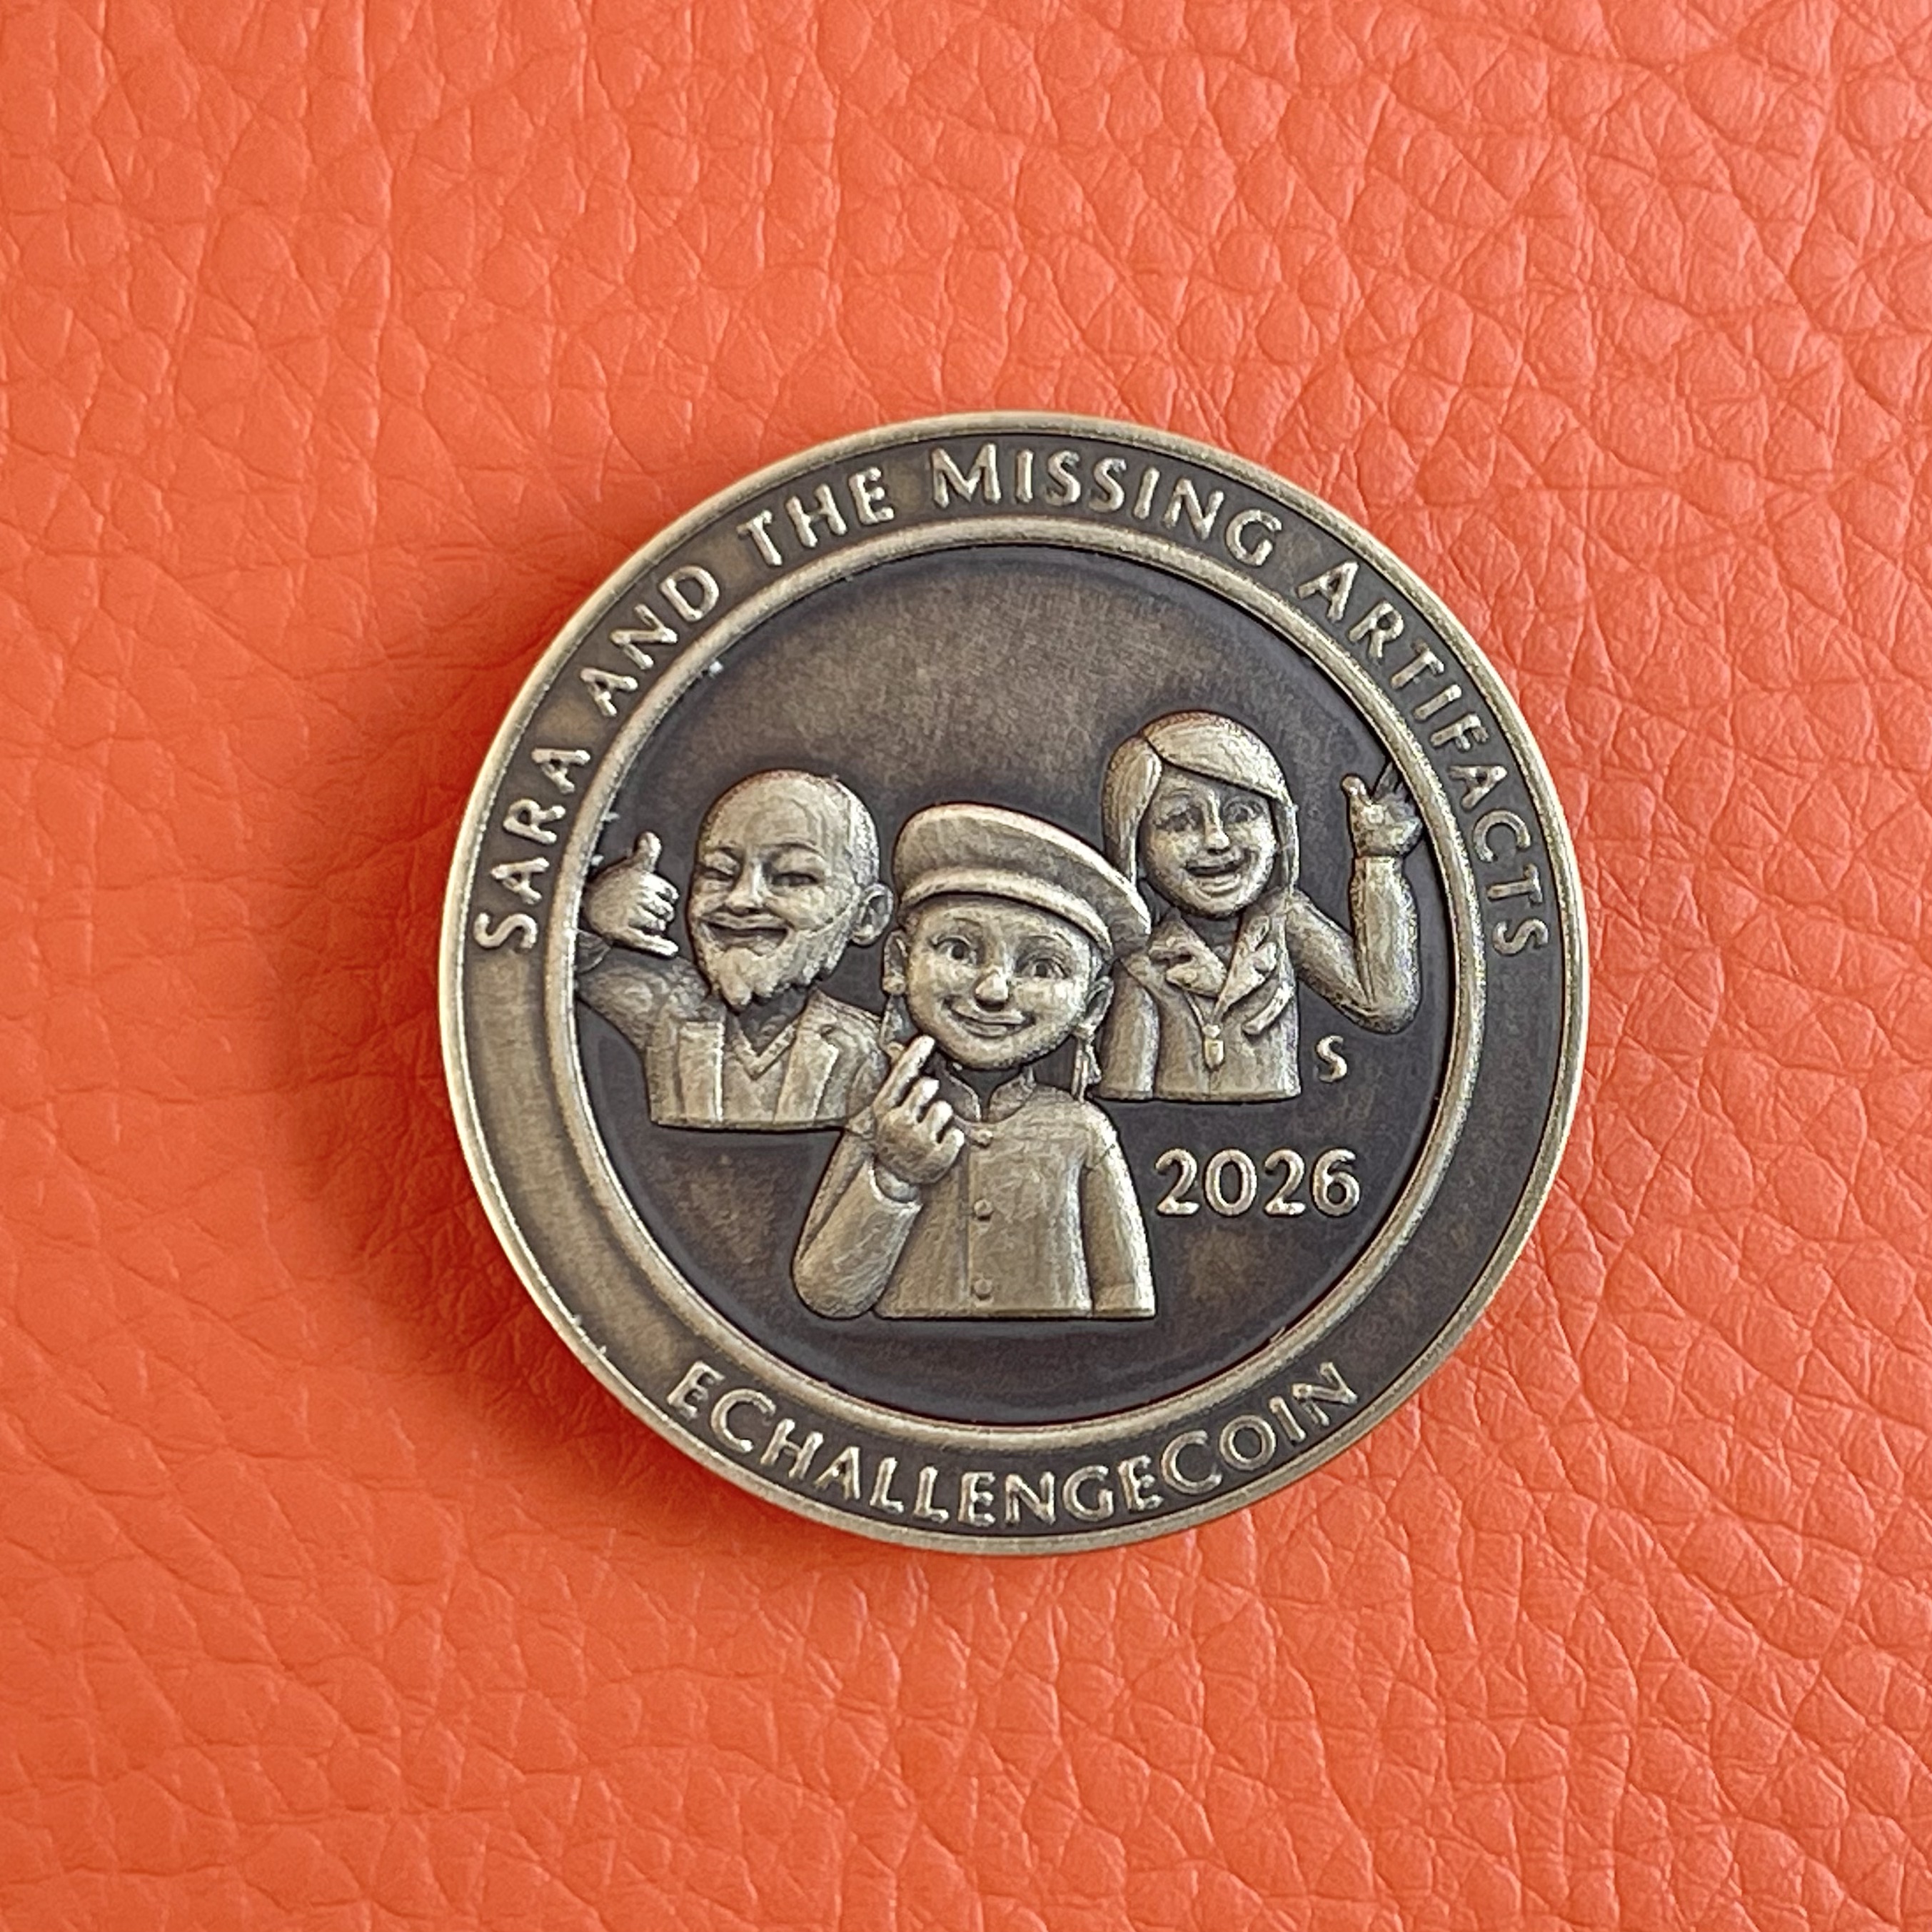 SARA AND THE MISSING ARTIFACTS
S
2026
ECHALLENGECOIN